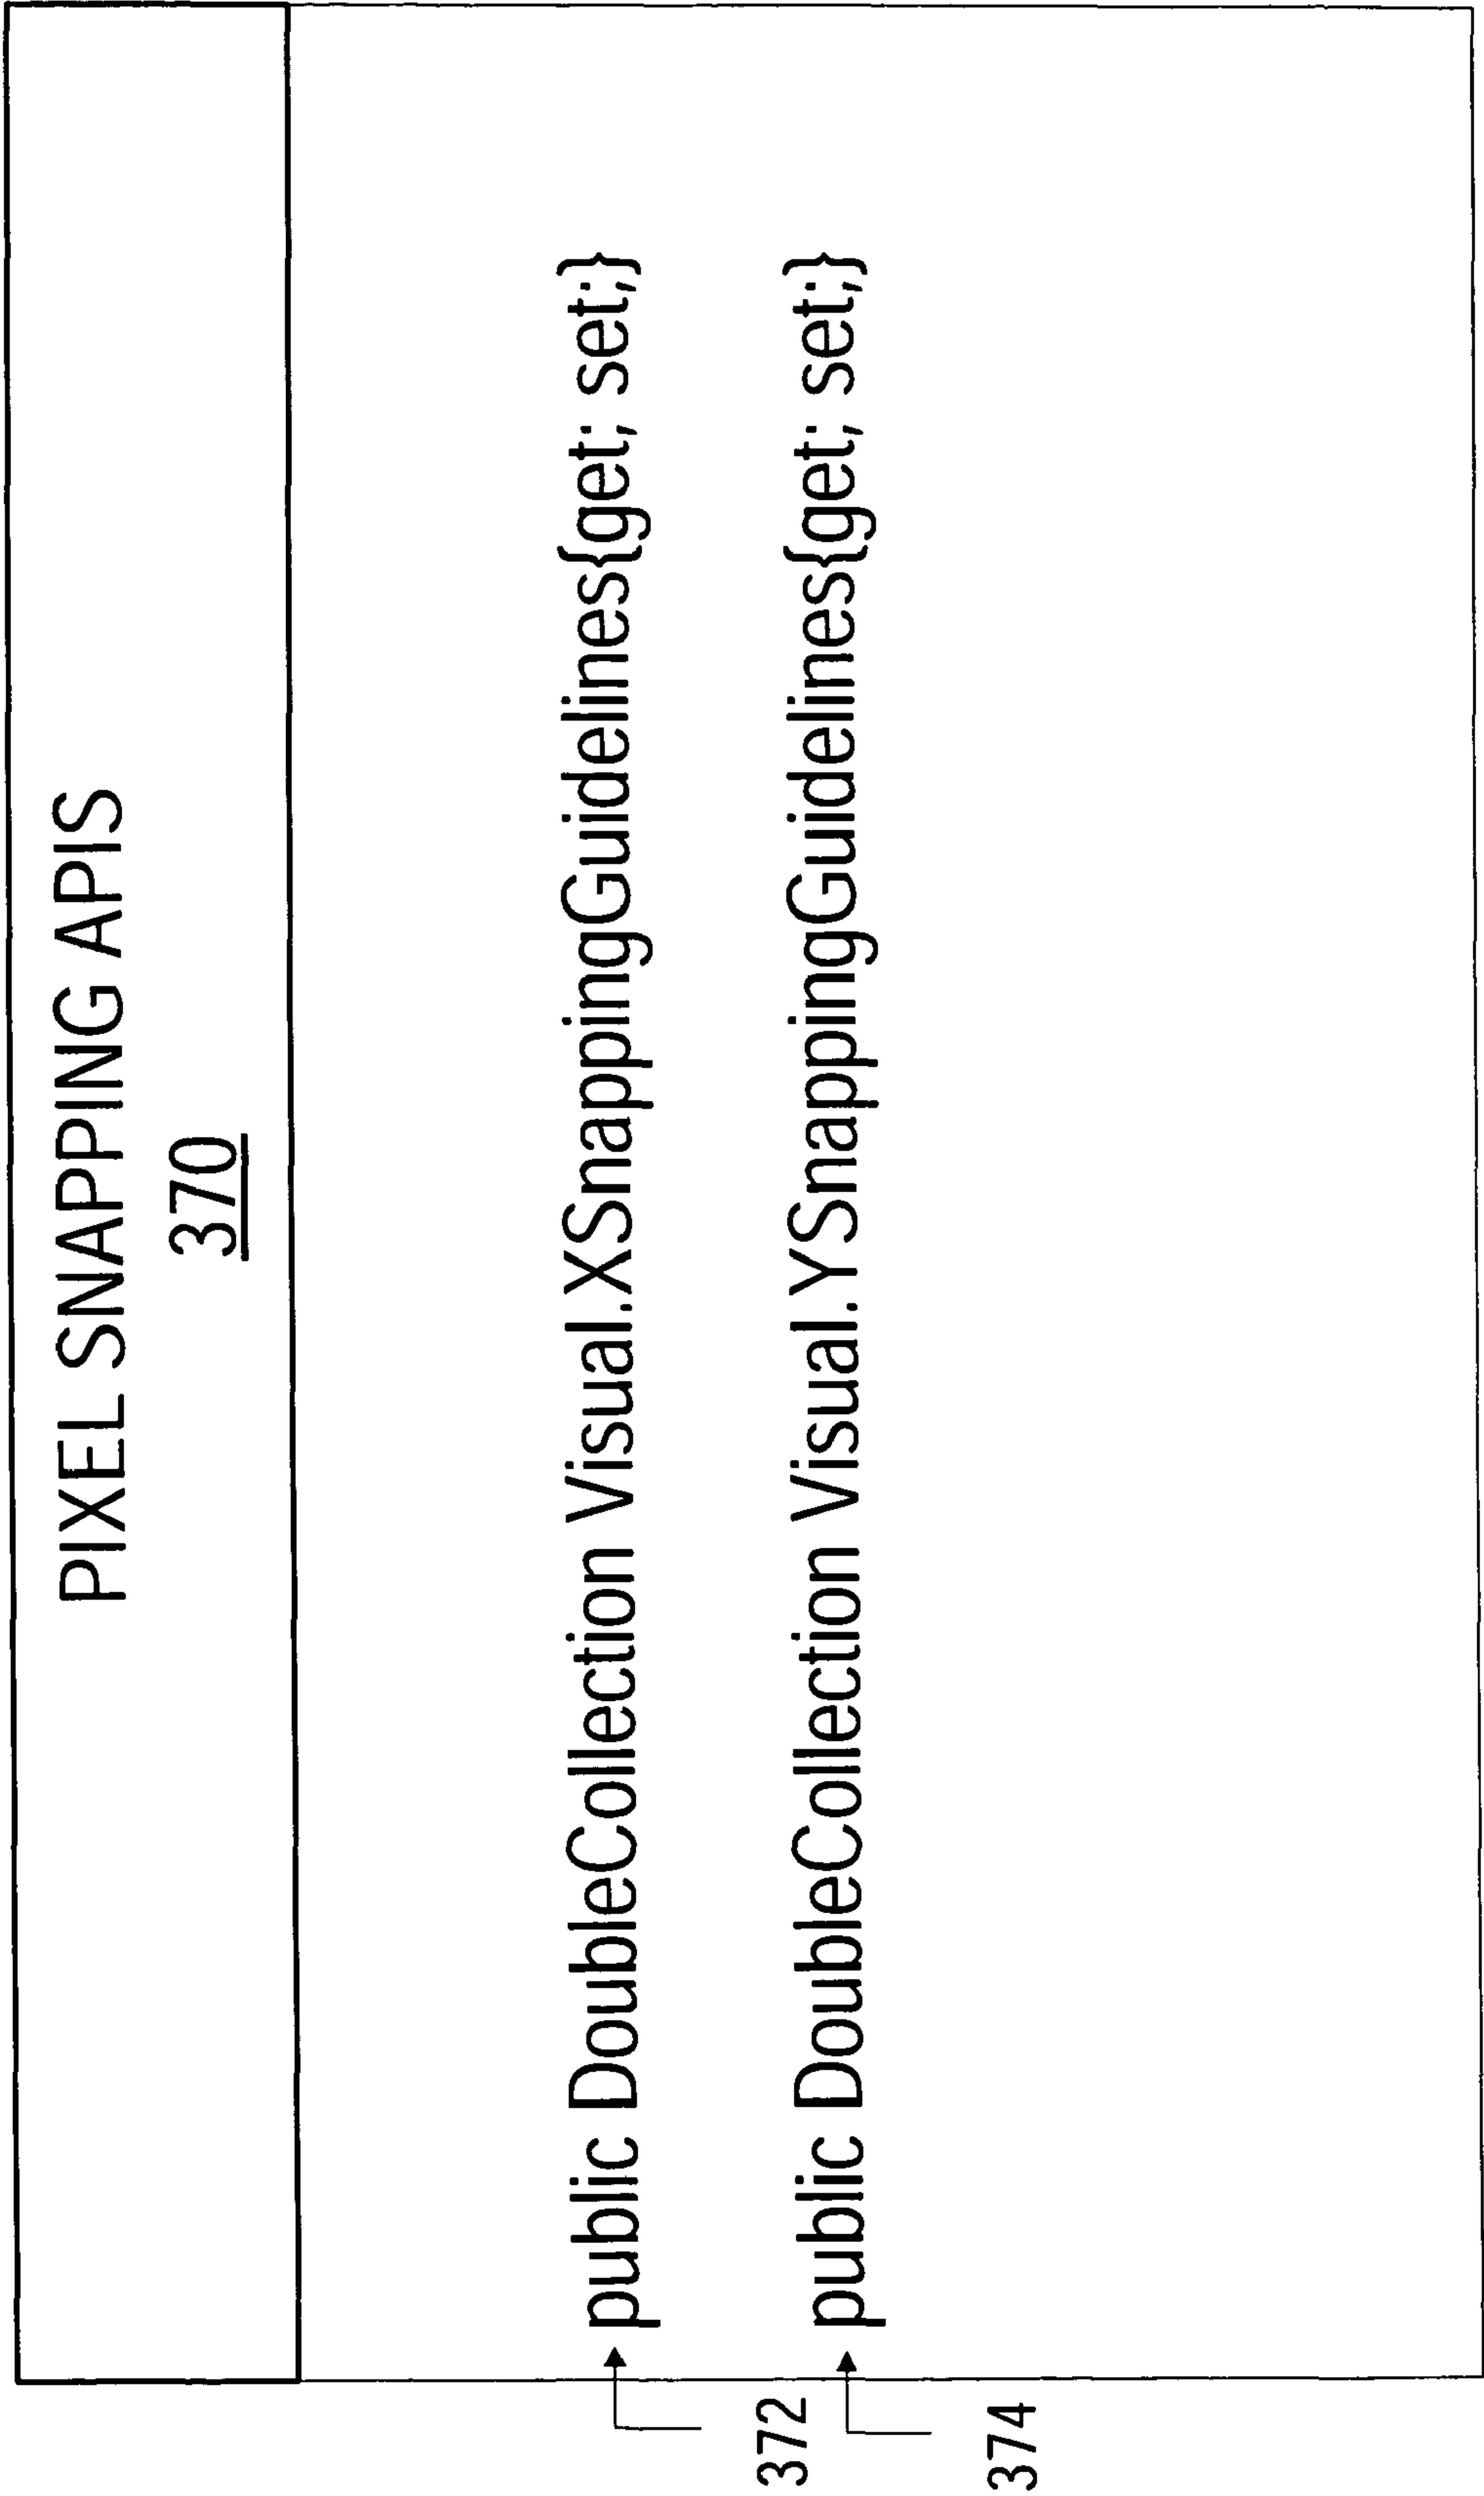 PIXEL SNAPPING APIS
370
public DoubleCollection Visual.XSnappingGuidelines{get; set;}
372
public DoubleCollection Visual.YSnappingGuidelines{get; set;}
374